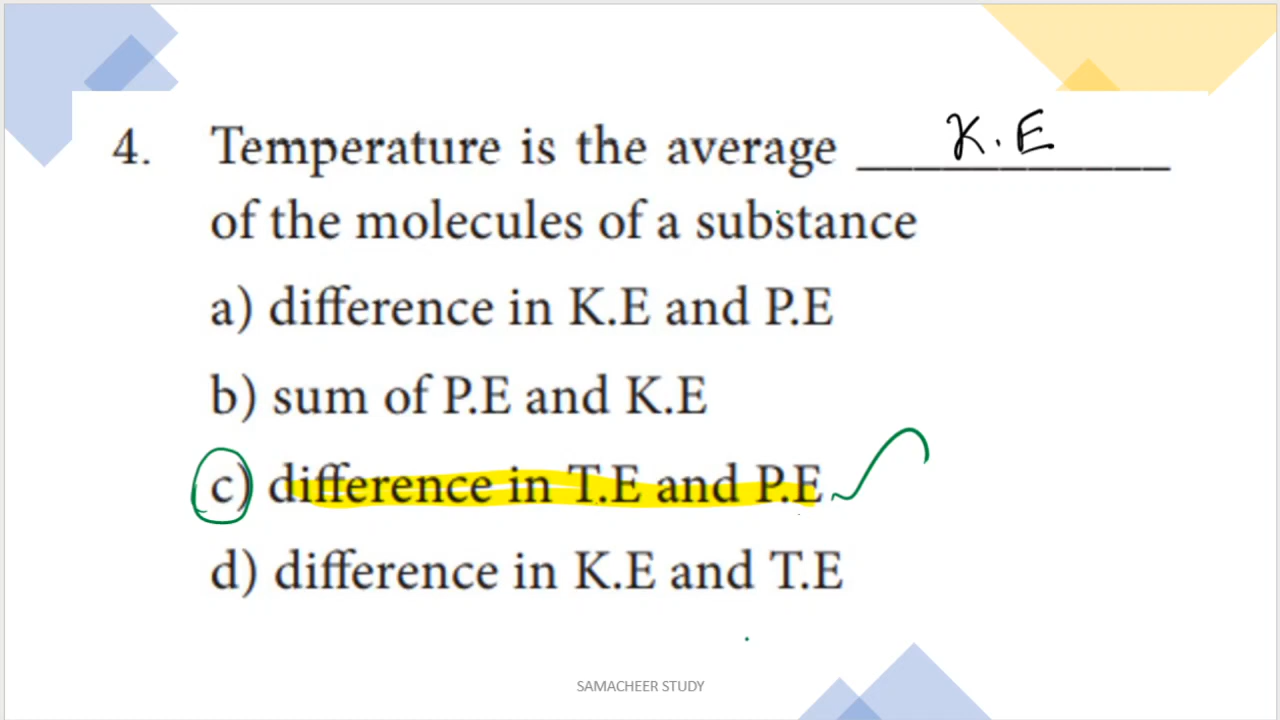 4. Temperature is the average K.E
of the molecules of a substance
a) difference in K.E and P.E
b) sum of P.E and K.E
c) difference in T.E and P.E
d) difference in K.E and T.E
SAMACHEER STUDY